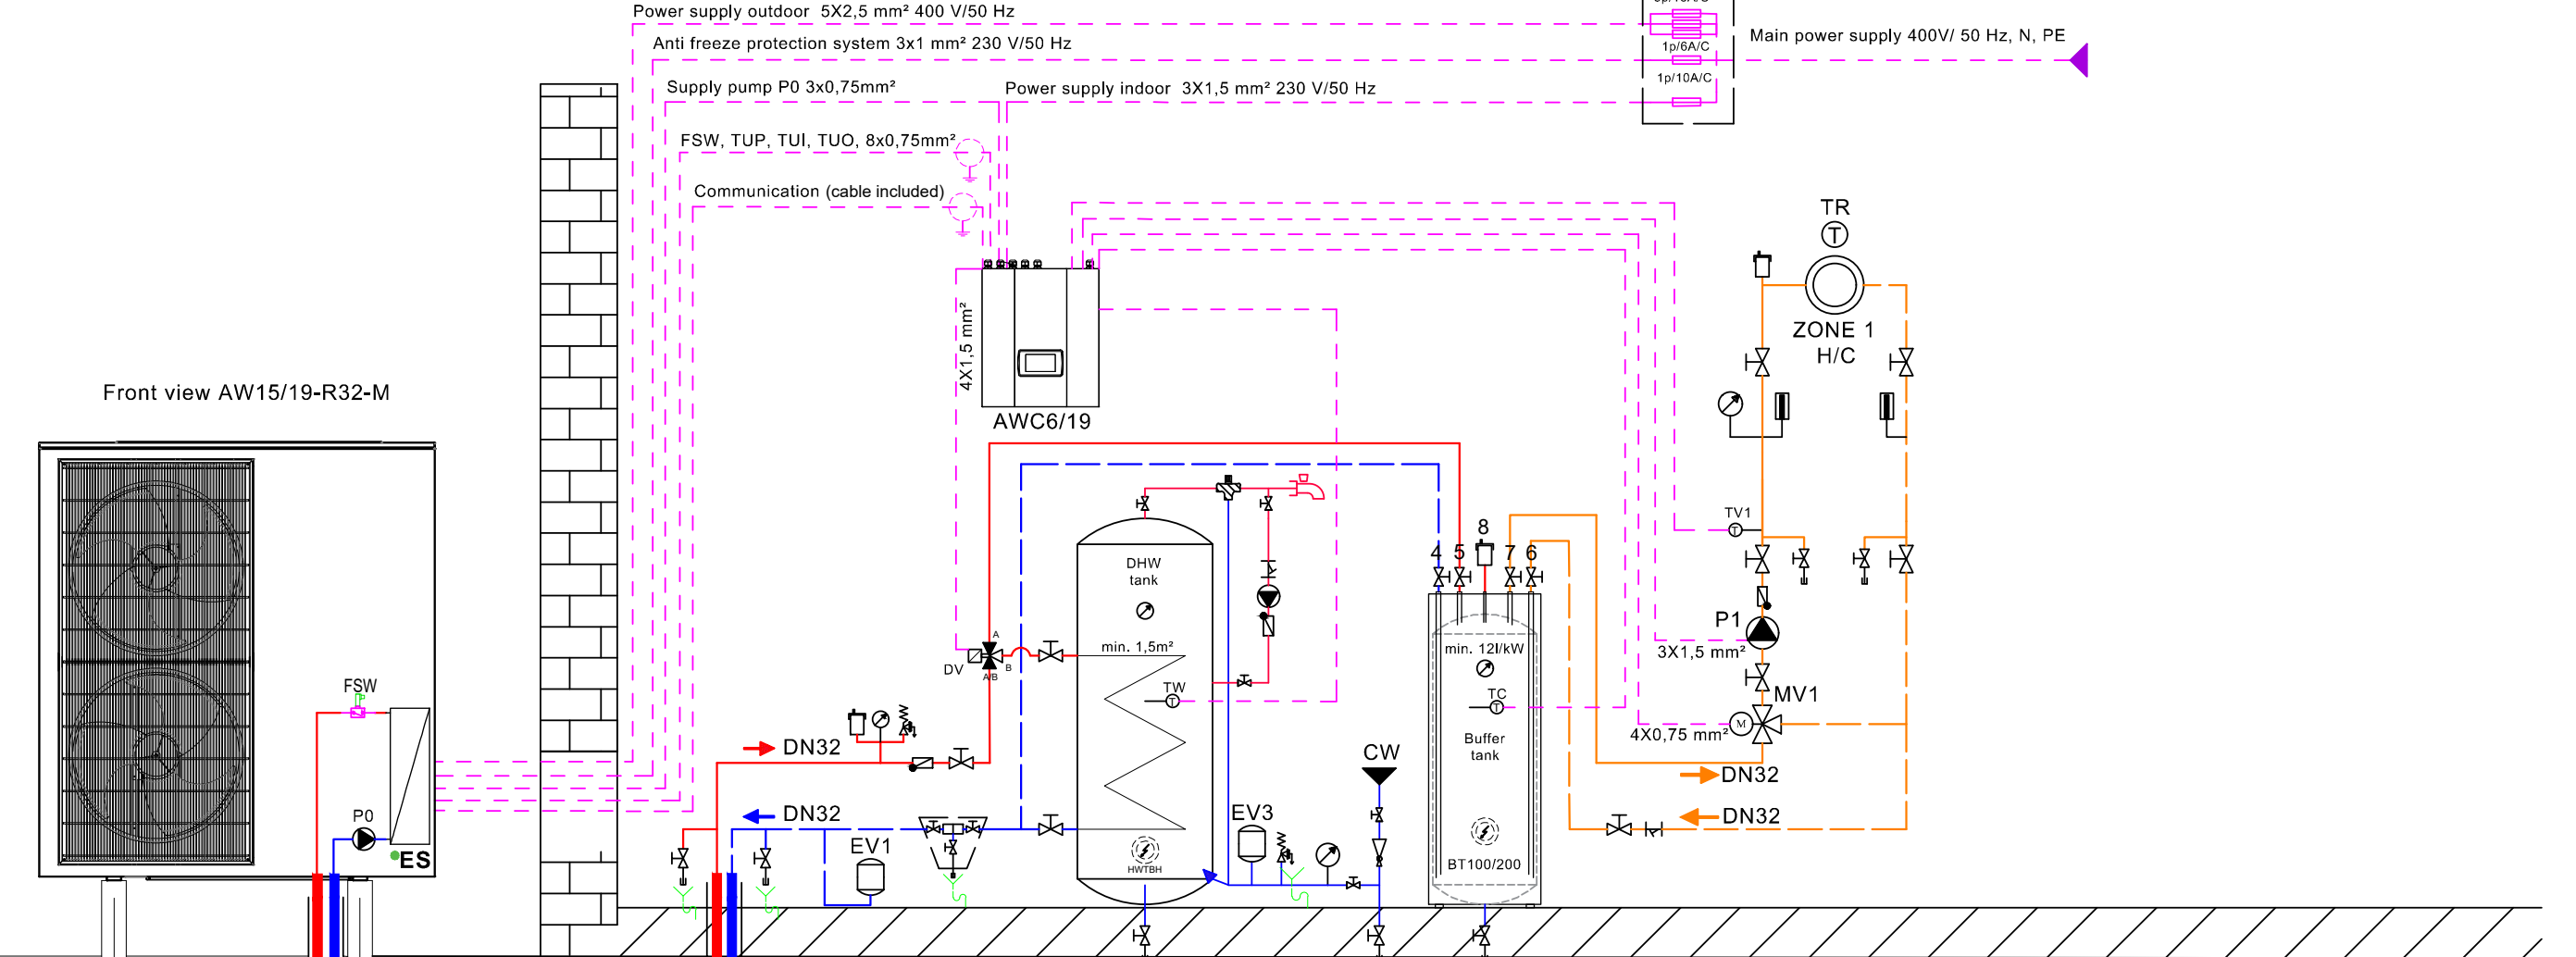 Power supply outdoor 5X2,5 mm² 400 V/50 Hz
Anti freeze protection system 3x1 mm² 230 V/50 Hz
1p/6A/C
Main power supply 400V/ 50 Hz, N, PE
Supply pump P0 3x0,75mm²
Power supply indoor 3X1,5 mm² 230 V/50 Hz
1p/10A/C
FSW, TUP, TUI, TUO, 8x0,75mm²
Communication (cable included)
TR
T
ZONE 1
H/C
4X1,5 mm²
AWC6/19
Front view AW15/19-R32-M
TV1
T
8
4 5 7 6
DHW
tank
min. 1,5m²
TW
T
HWTBH
DV
A
B
A/B
min. 12l/kW
TC
T
Buffer
tank
BT100/200
P1
3X1,5 mm²
MV1
M
4X0,75 mm²
DN32
DN32
FSW
P0
ES
DN32
DN32
EV1
EV3
CW